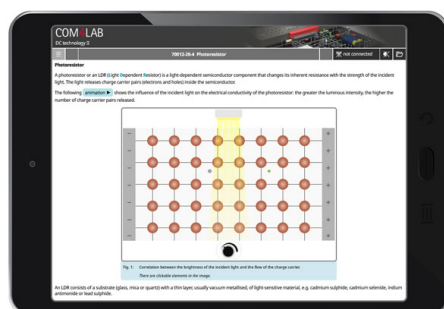 COM4LAB
DC technology II
70012-20-4 Photoresistor
not connected
Photoresistor
A photoresistor or an LDR (Light Dependent Resistor) is a light-dependent semiconductor component that changes its inherent resistance with the strength of the incident
light. The light releases charge carrier pairs (electrons and holes) inside the semiconductor.
The following animation ▶ shows the influence of the incident light on the electrical conductivity of the photoresistor: the greater the luminous intensity, the higher the
number of charge carrier pairs released.
Fig. 1: Correlation between the brightness of the incident light and the flow of the charge carrier.
There are clickable elements in the image.
An LDR consists of a substrate (glass, mica or quartz) with a thin layer, usually vacuum metallised, of light-sensitive material, e.g. cadmium sulphide, cadmium selenide, indium
antimonide or lead sulphide.